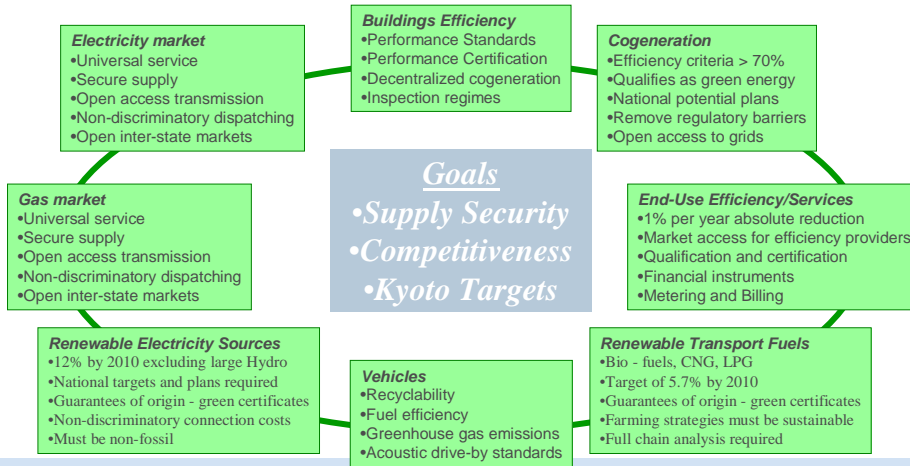 Buildings Efficiency
•Performance Standards
•Performance Certification
•Decentralized cogeneration
•Inspection regimes
Electricity market
•Universal service
•Secure supply
•Open access transmission
•Non-discriminatory dispatching
•Open inter-state markets
Cogeneration
•Efficiency criteria > 70%
•Qualifies as green energy
•National potential plans
•Remove regulatory barriers
•Open access to grids
Goals
•Supply Security
•Competitiveness
•Kyoto Targets
Gas market
•Universal service
•Secure supply
•Open access transmission
•Non-discriminatory dispatching
•Open inter-state markets
End-Use Efficiency/Services
•1% per year absolute reduction
•Market access for efficiency providers
•Qualification and certification
•Financial instruments
•Metering and Billing
Renewable Electricity Sources
•12% by 2010 excluding large Hydro
•National targets and plans required
•Guarantees of origin - green certificates
•Non-discriminatory connection costs
•Must be non-fossil
Vehicles
•Recyclability
•Fuel efficiency
•Greenhouse gas emissions
•Acoustic drive-by standards
Renewable Transport Fuels
•Bio - fuels, CNG, LPG
•Target of 5.7% by 2010
•Guarantees of origin - green certificates
•Farming strategies must be sustainable
•Full chain analysis required